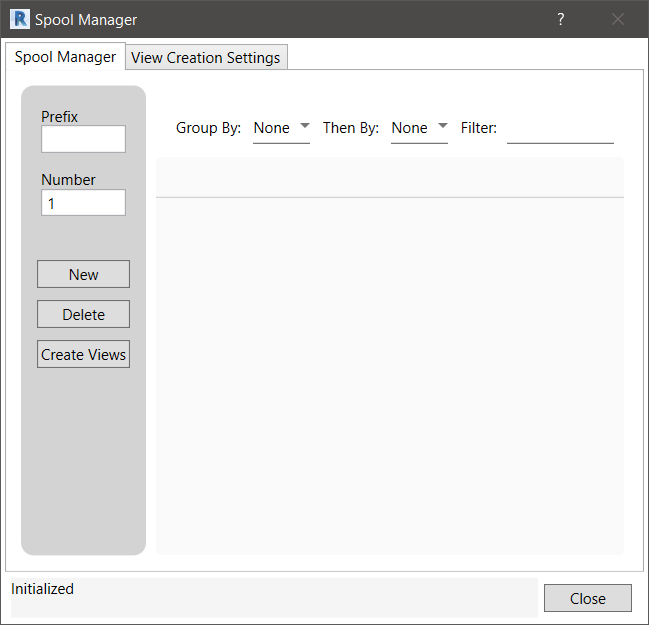 Spool Manager
?
Spool Manager
View Creation Settings
Prefix
Group By: None Then By: None Filter:
Number
1
New
Delete
Create Views
Initialized
Close